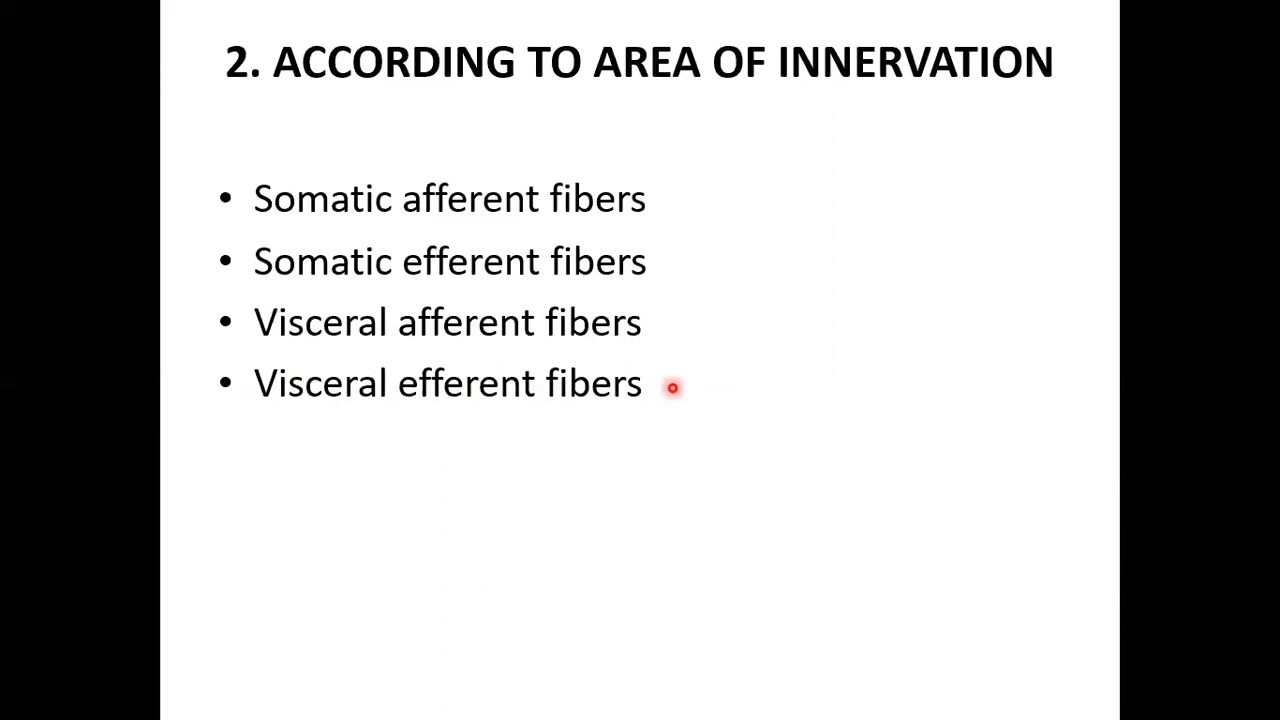 2. ACCORDING TO AREA OF INNERVATION
• Somatic afferent fibers
• Somatic efferent fibers
• Visceral afferent fibers
• Visceral efferent fibers